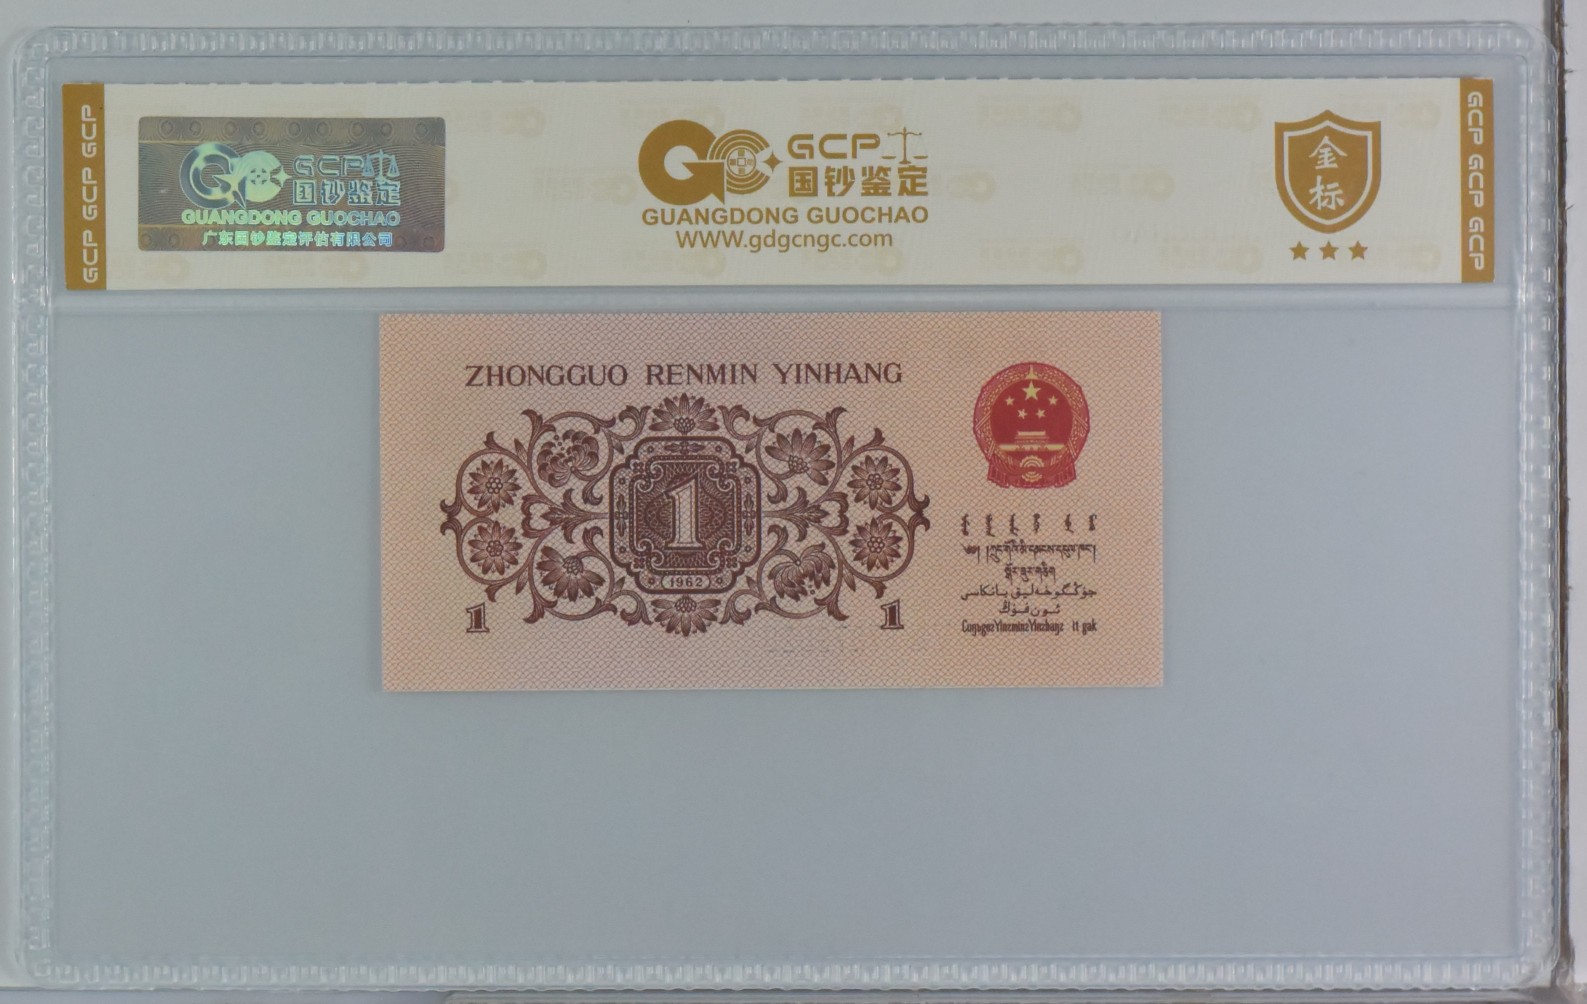 GCP GCP GCP
GCP
国钞鉴定
GUANGDONG GUOCHAO
广东国钞鉴定评估有限公司
GCP
国钞鉴定
GUANGDONG GUOCHAO
WWW.gdgcngc.com
金
标
GCP GCP GCP
ZHONGGUO RENMIN YINHANG
1
1962
1
1
جۇڭگوخەلىق بانكاسى